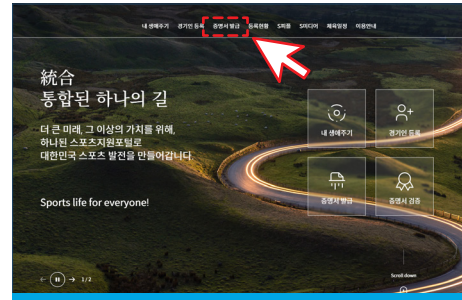 내 생애주기 경기인 등록 증명서 발급 등록현황 S피플 S미디어 체육일정 이용안내
統合
통합된 하나의 길
더 큰 미래, 그 이상의 가치를 위해,
하나된 스포츠지원포털로
대한민국 스포츠 발전을 만들어갑니다.
Sports life for everyone!
내 생애주기 경기인 등록
증명서 발급 증명서 검증
1/2
Scroll down